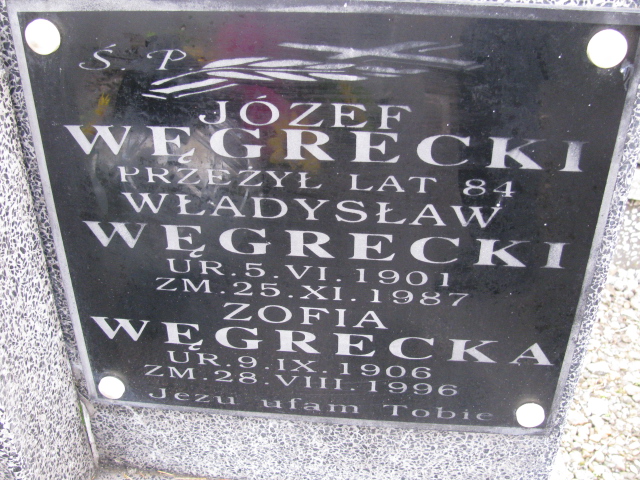 Ś. P
JÓZEF
WĘGRECKI
PRZEŻYŁ LAT 84
WŁADYSŁAW
WĘGRECKI
UR.5.VI.1901
ZM.25.XI.1987
ZOFIA
WĘGRECKA
UR.9.IX.1906
ZM.28.VIII.1996
Jezu ufam Tobie